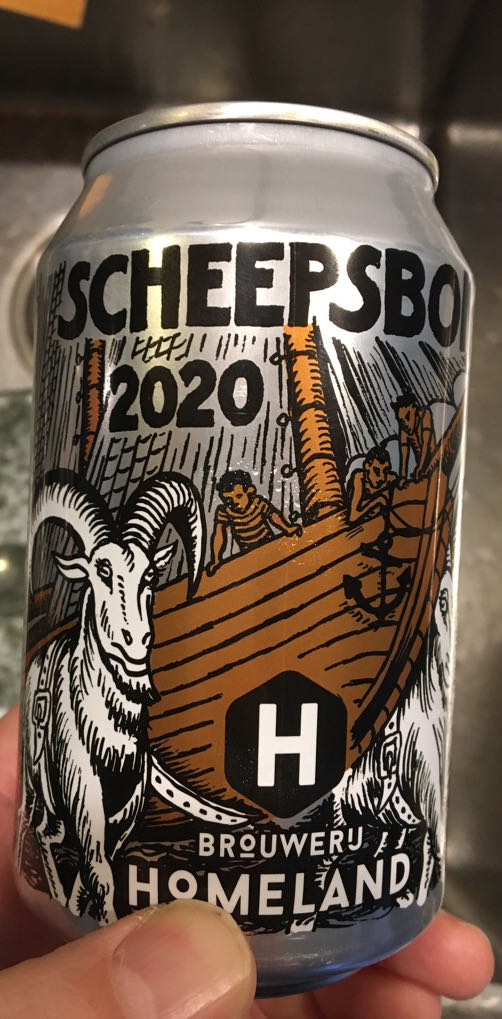 SCHEEPSBO
2020
H
BROUWERIJ
HOMELAND